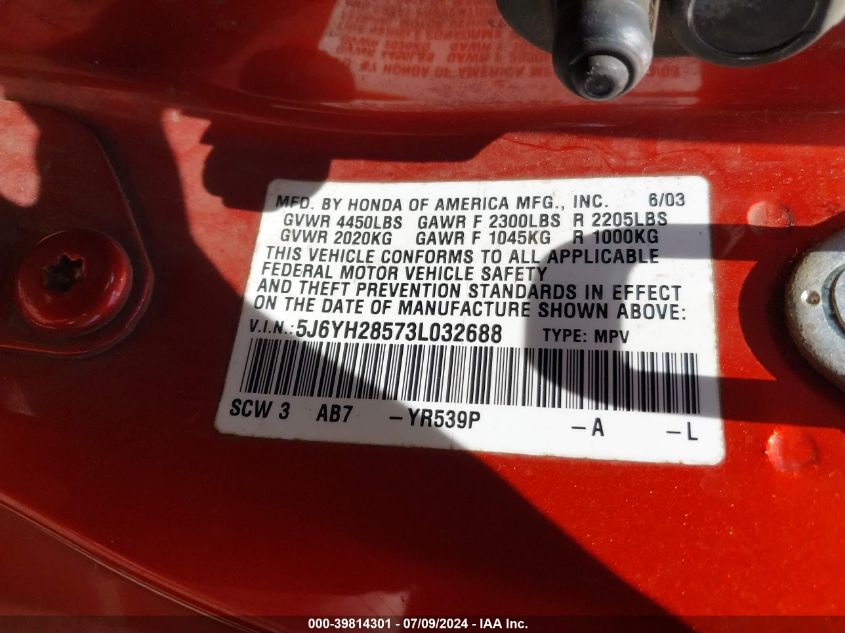 MFD. BY HONDA OF AMERICA MFG., INC. 6/03
GVWR 4450LBS GAWR F 2300LBS R 2205LBS
GVWR 2020KG GAWR F 1045KG R 1000KG
THIS VEHICLE CONFORMS TO ALL APPLICABLE
FEDERAL MOTOR VEHICLE SAFETY
AND THEFT PREVENTION STANDARDS IN EFFECT
ON THE DATE OF MANUFACTURE SHOWN ABOVE:
V.I.N.: 5J6YH28573L032688 TYPE: MPV
SCW 3 AB7 -YR539P -A -L
000-39814301 - 07/09/2024 - IAA Inc.